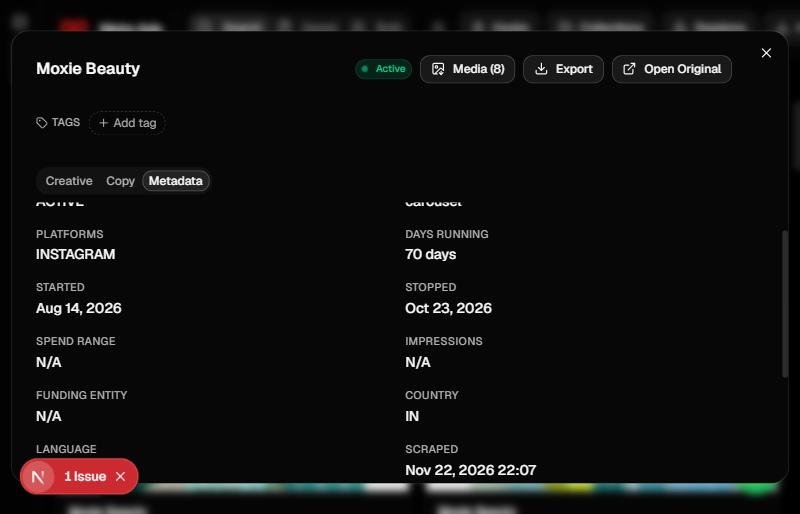 Moxie Beauty
Active
Media (8)
Export
Open Original
TAGS
+ Add tag
Creative
Copy
Metadata
ACTIVE
carousel
PLATFORMS
DAYS RUNNING
INSTAGRAM
70 days
STARTED
STOPPED
Aug 14, 2026
Oct 23, 2026
SPEND RANGE
IMPRESSIONS
N/A
N/A
FUNDING ENTITY
COUNTRY
N/A
IN
LANGUAGE
SCRAPED
Nov 22, 2026 22:07
N
1 Issue